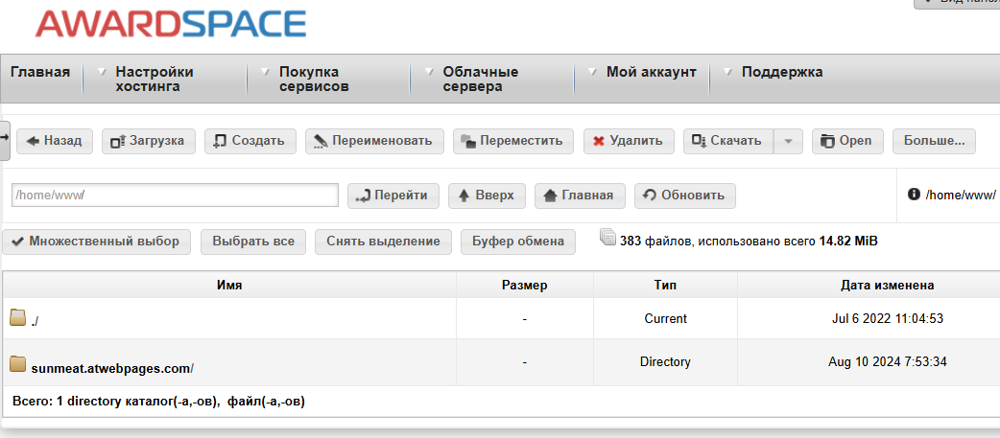 Вид панел
AWARDSPACE
Главная
Настройки
хостинга
Покупка
сервисов
Облачные
сервера
Мой аккаунт
Поддержка
Назад Загрузка Создать Переименовать Переместить Удалить Скачать Open Больше...
/home/www/ Перейти Вверх Главная Обновить /home/www/
Множественный выбор Выбрать все Снять выделение Буфер обмена 383 файлов, использовано всего 14.82 MiB
Имя Размер Тип Дата изменена
./ - Current Jul 6 2022 11:04:53
sunmeat.atwebpages.com/ - Directory Aug 10 2024 7:53:34
Всего: 1 directory каталог(-а,-ов), файл(-а,-ов)